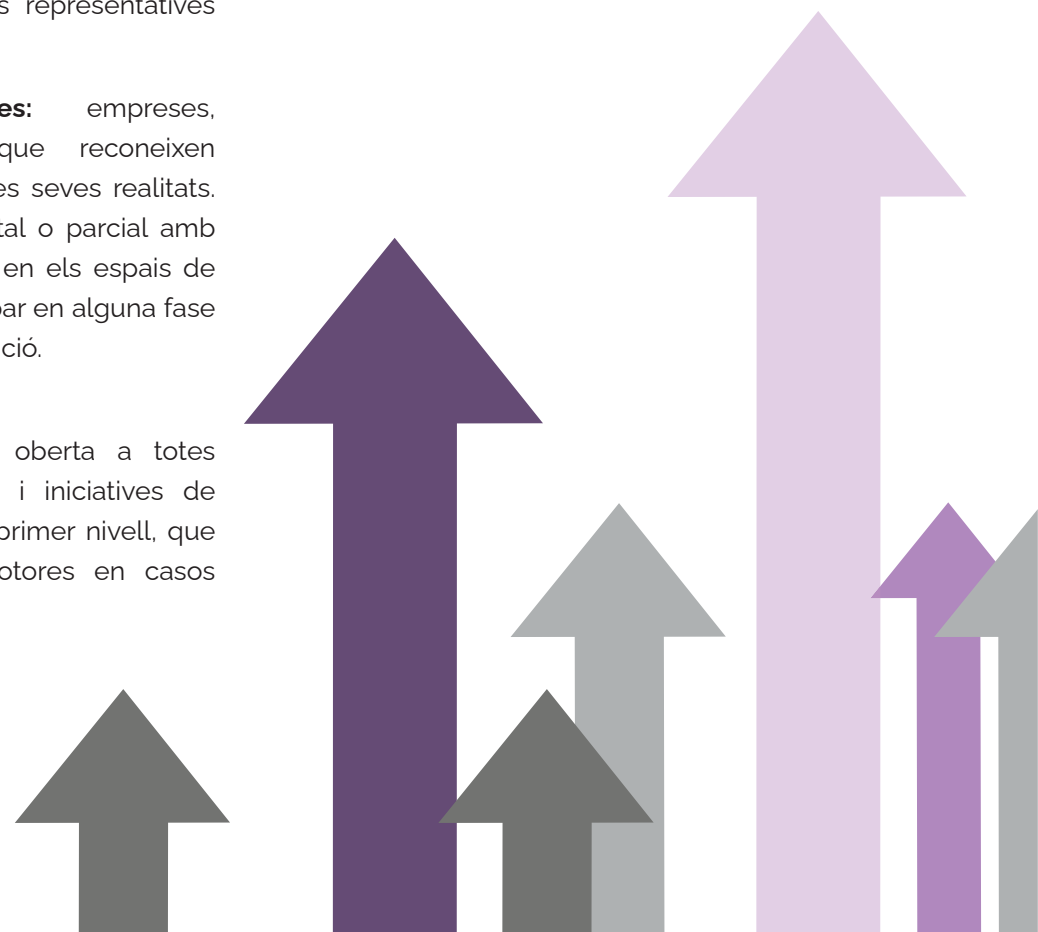 s representatives
es: empreses,
que reconeixen
es seves realitats.
tal o parcial amb
en els espais de
par en alguna fase
ció.
oberta a totes
i iniciatives de
primer nivell, que
otores en casos